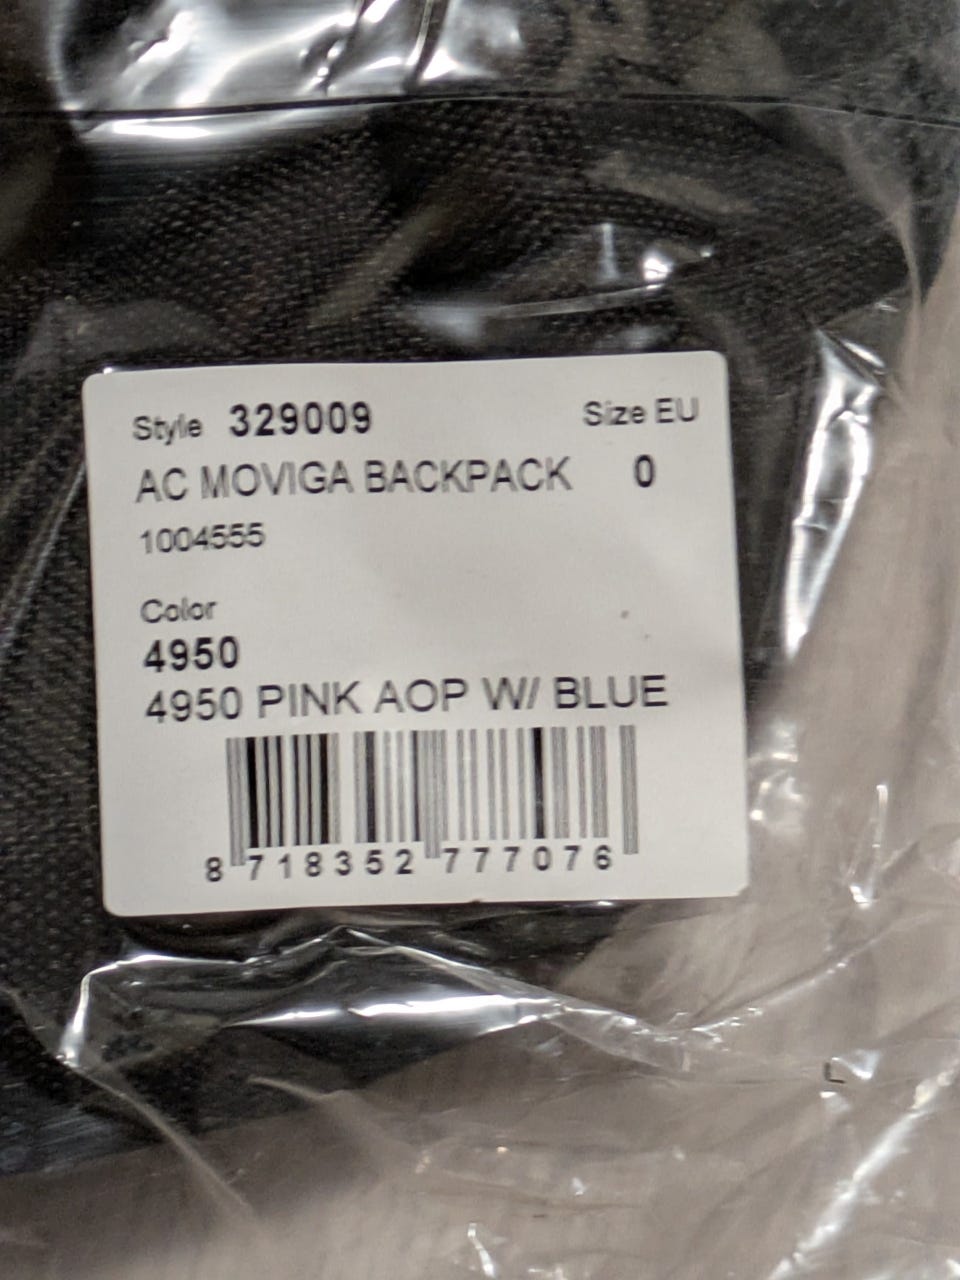 Style 329009 Size EU
AC MOVIGA BACKPACK 0
1004555
Color
4950
4950 PINK AOP W/ BLUE
8 718352 777076